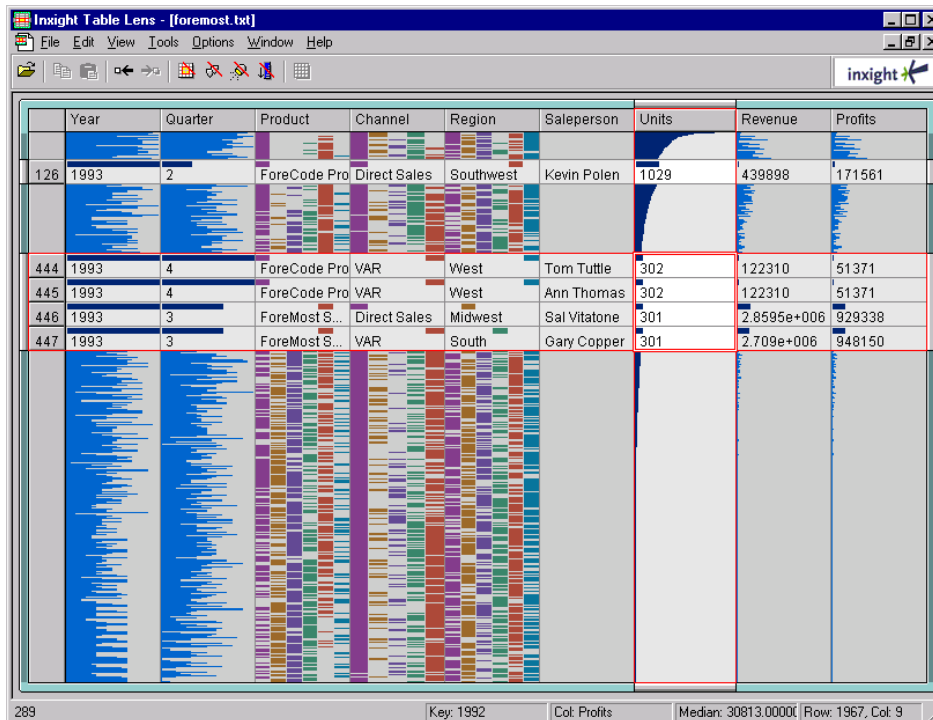 Inxight Table Lens - [foremost.txt]
File Edit View Tools Options Window Help
inxight
Year Quarter Product Channel Region Saleperson Units Revenue Profits
126 1993 2 ForeCode Pro Direct Sales Southwest Kevin Polen 1029 439898 171561
444 1993 4 ForeCode Pro VAR West Tom Tuttle 302 122310 51371
445 1993 4 ForeCode Pro VAR West Ann Thomas 302 122310 51371
446 1993 3 ForeMost S... Direct Sales Midwest Sal Vitatone 301 2.8595e+006 929338
447 1993 3 ForeMost S... VAR South Gary Copper 301 2.709e+006 948150
289 Key: 1992 Col: Profits Median: 30813.0000( Row: 1967, Col: 9